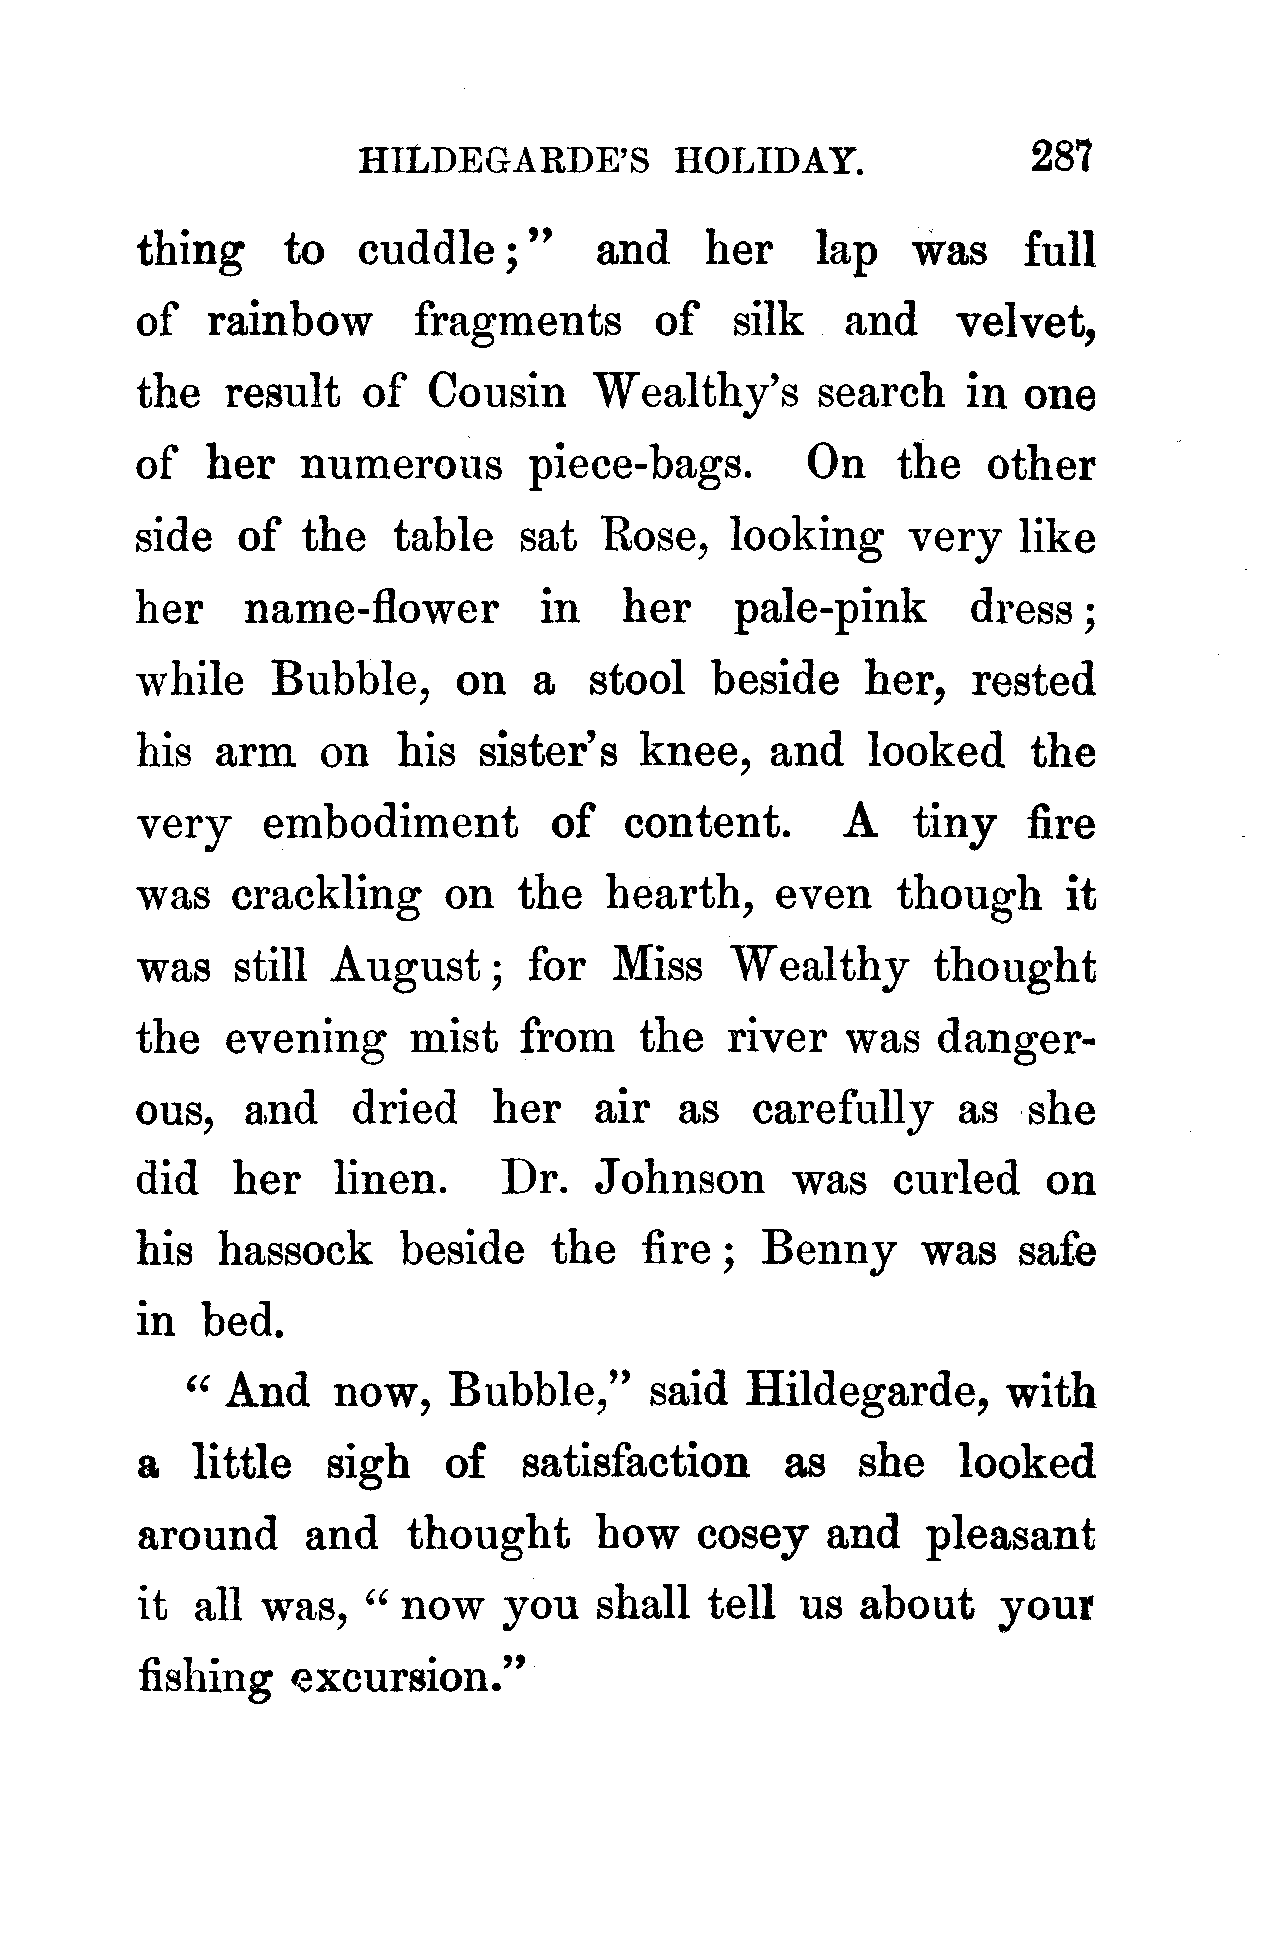 HILDEGARDE'S HOLIDAY. 287
thing to cuddle;" and her lap was full
of rainbow fragments of silk and velvet,
the result of Cousin Wealthy's search in one
of her numerous piece-bags. On the other
side of the table sat Rose, looking very like
her name-flower in her pale-pink dress;
while Bubble, on a stool beside her, rested
his arm on his sister's knee, and looked the
very embodiment of content. A tiny fire
was crackling on the hearth, even though it
was still August; for Miss Wealthy thought
the evening mist from the river was danger-
ous, and dried her air as carefully as she
did her linen. Dr. Johnson was curled on
his hassock beside the fire; Benny was safe
in bed.
"And now, Bubble," said Hildegarde, with
a little sigh of satisfaction as she looked
around and thought how cosey and pleasant
it all was, "now you shall tell us about your
fishing excursion."